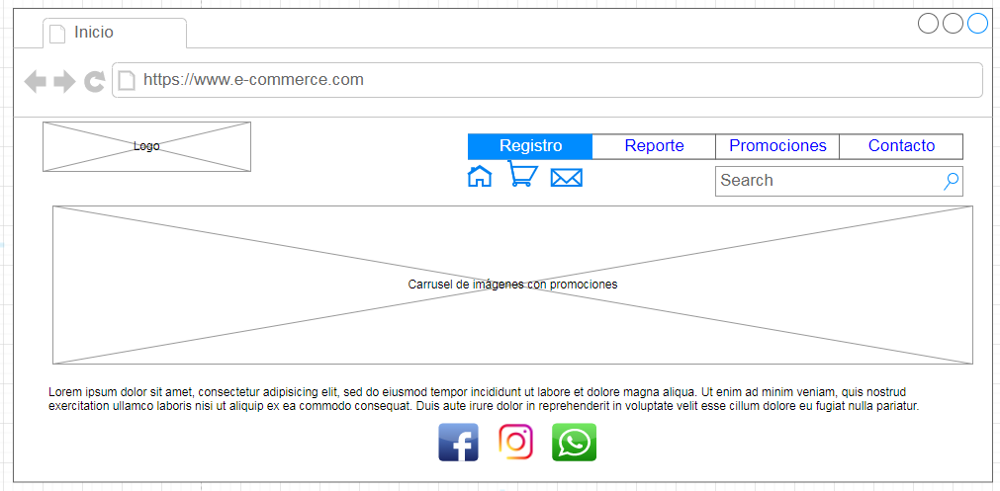 Inicio
https://www.e-commerce.com
Logo
Registro Reporte Promociones Contacto
Search
Carrusel de imágenes con promociones
Lorem ipsum dolor sit amet, consectetur adipisicing elit, sed do eiusmod tempor incididunt ut labore et dolore magna aliqua. Ut enim ad minim veniam, quis nostrud
exercitation ullamco laboris nisi ut aliquip ex ea commodo consequat. Duis aute irure dolor in reprehenderit in voluptate velit esse cillum dolore eu fugiat nulla pariatur.